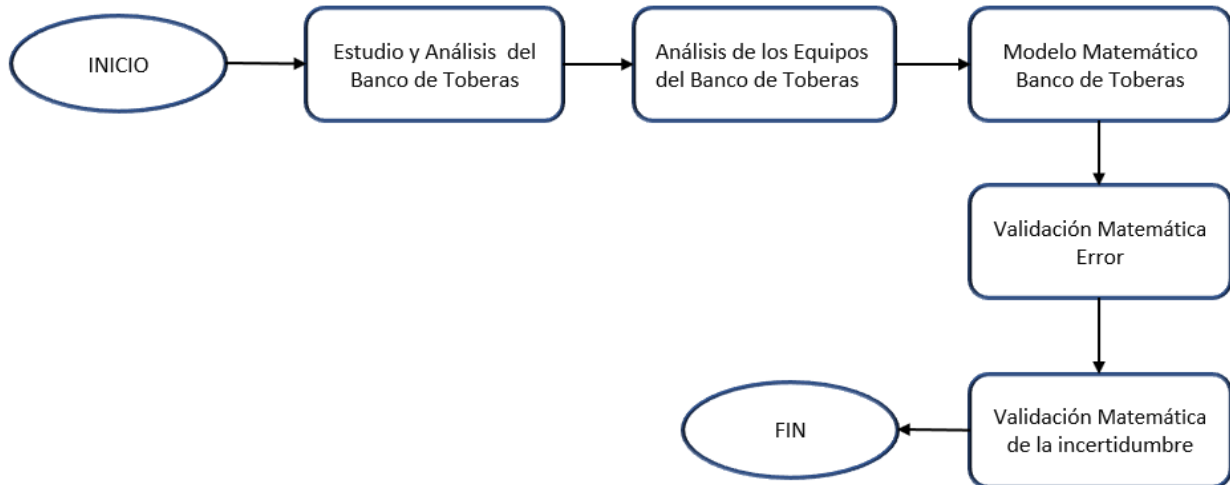 INICIO
Estudio y Análisis del
Banco de Toberas
Análisis de los Equipos
del Banco de Toberas
Modelo Matemático
Banco de Toberas
Validación Matemática
Error
Validación Matemática
de la incertidumbre
FIN